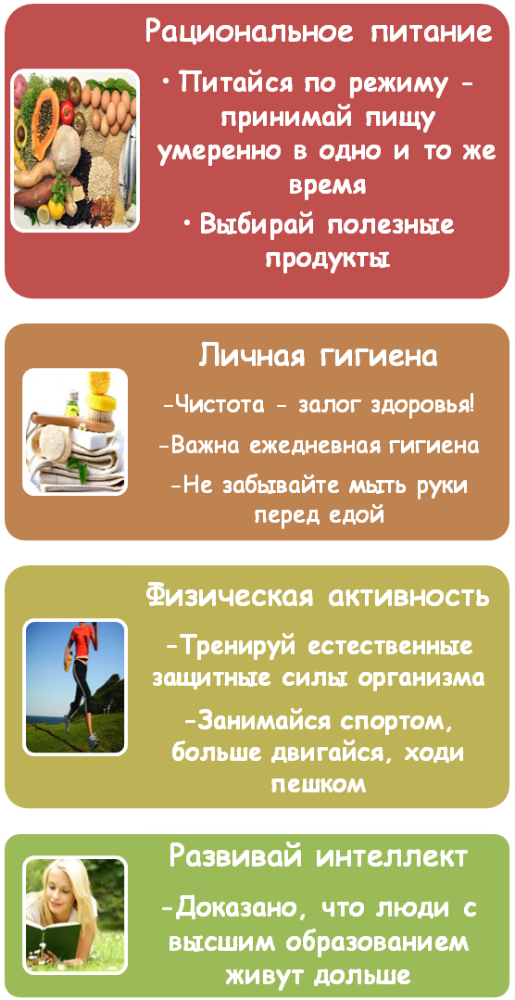 Рациональное питание
• Питайся по режиму -
принимай пищу
умеренно в одно и то же
время
• Выбирай полезные
продукты
Личная гигиена
-Чистота - залог здоровья!
-Важна ежедневная гигиена
-Не забывайте мыть руки
перед едой
Физическая активность
-Тренируй естественные
защитные силы организма
-Занимайся спортом,
больше двигайся, ходи
пешком
Развивай интеллект
-Доказано, что люди с
высшим образованием
живут дольше